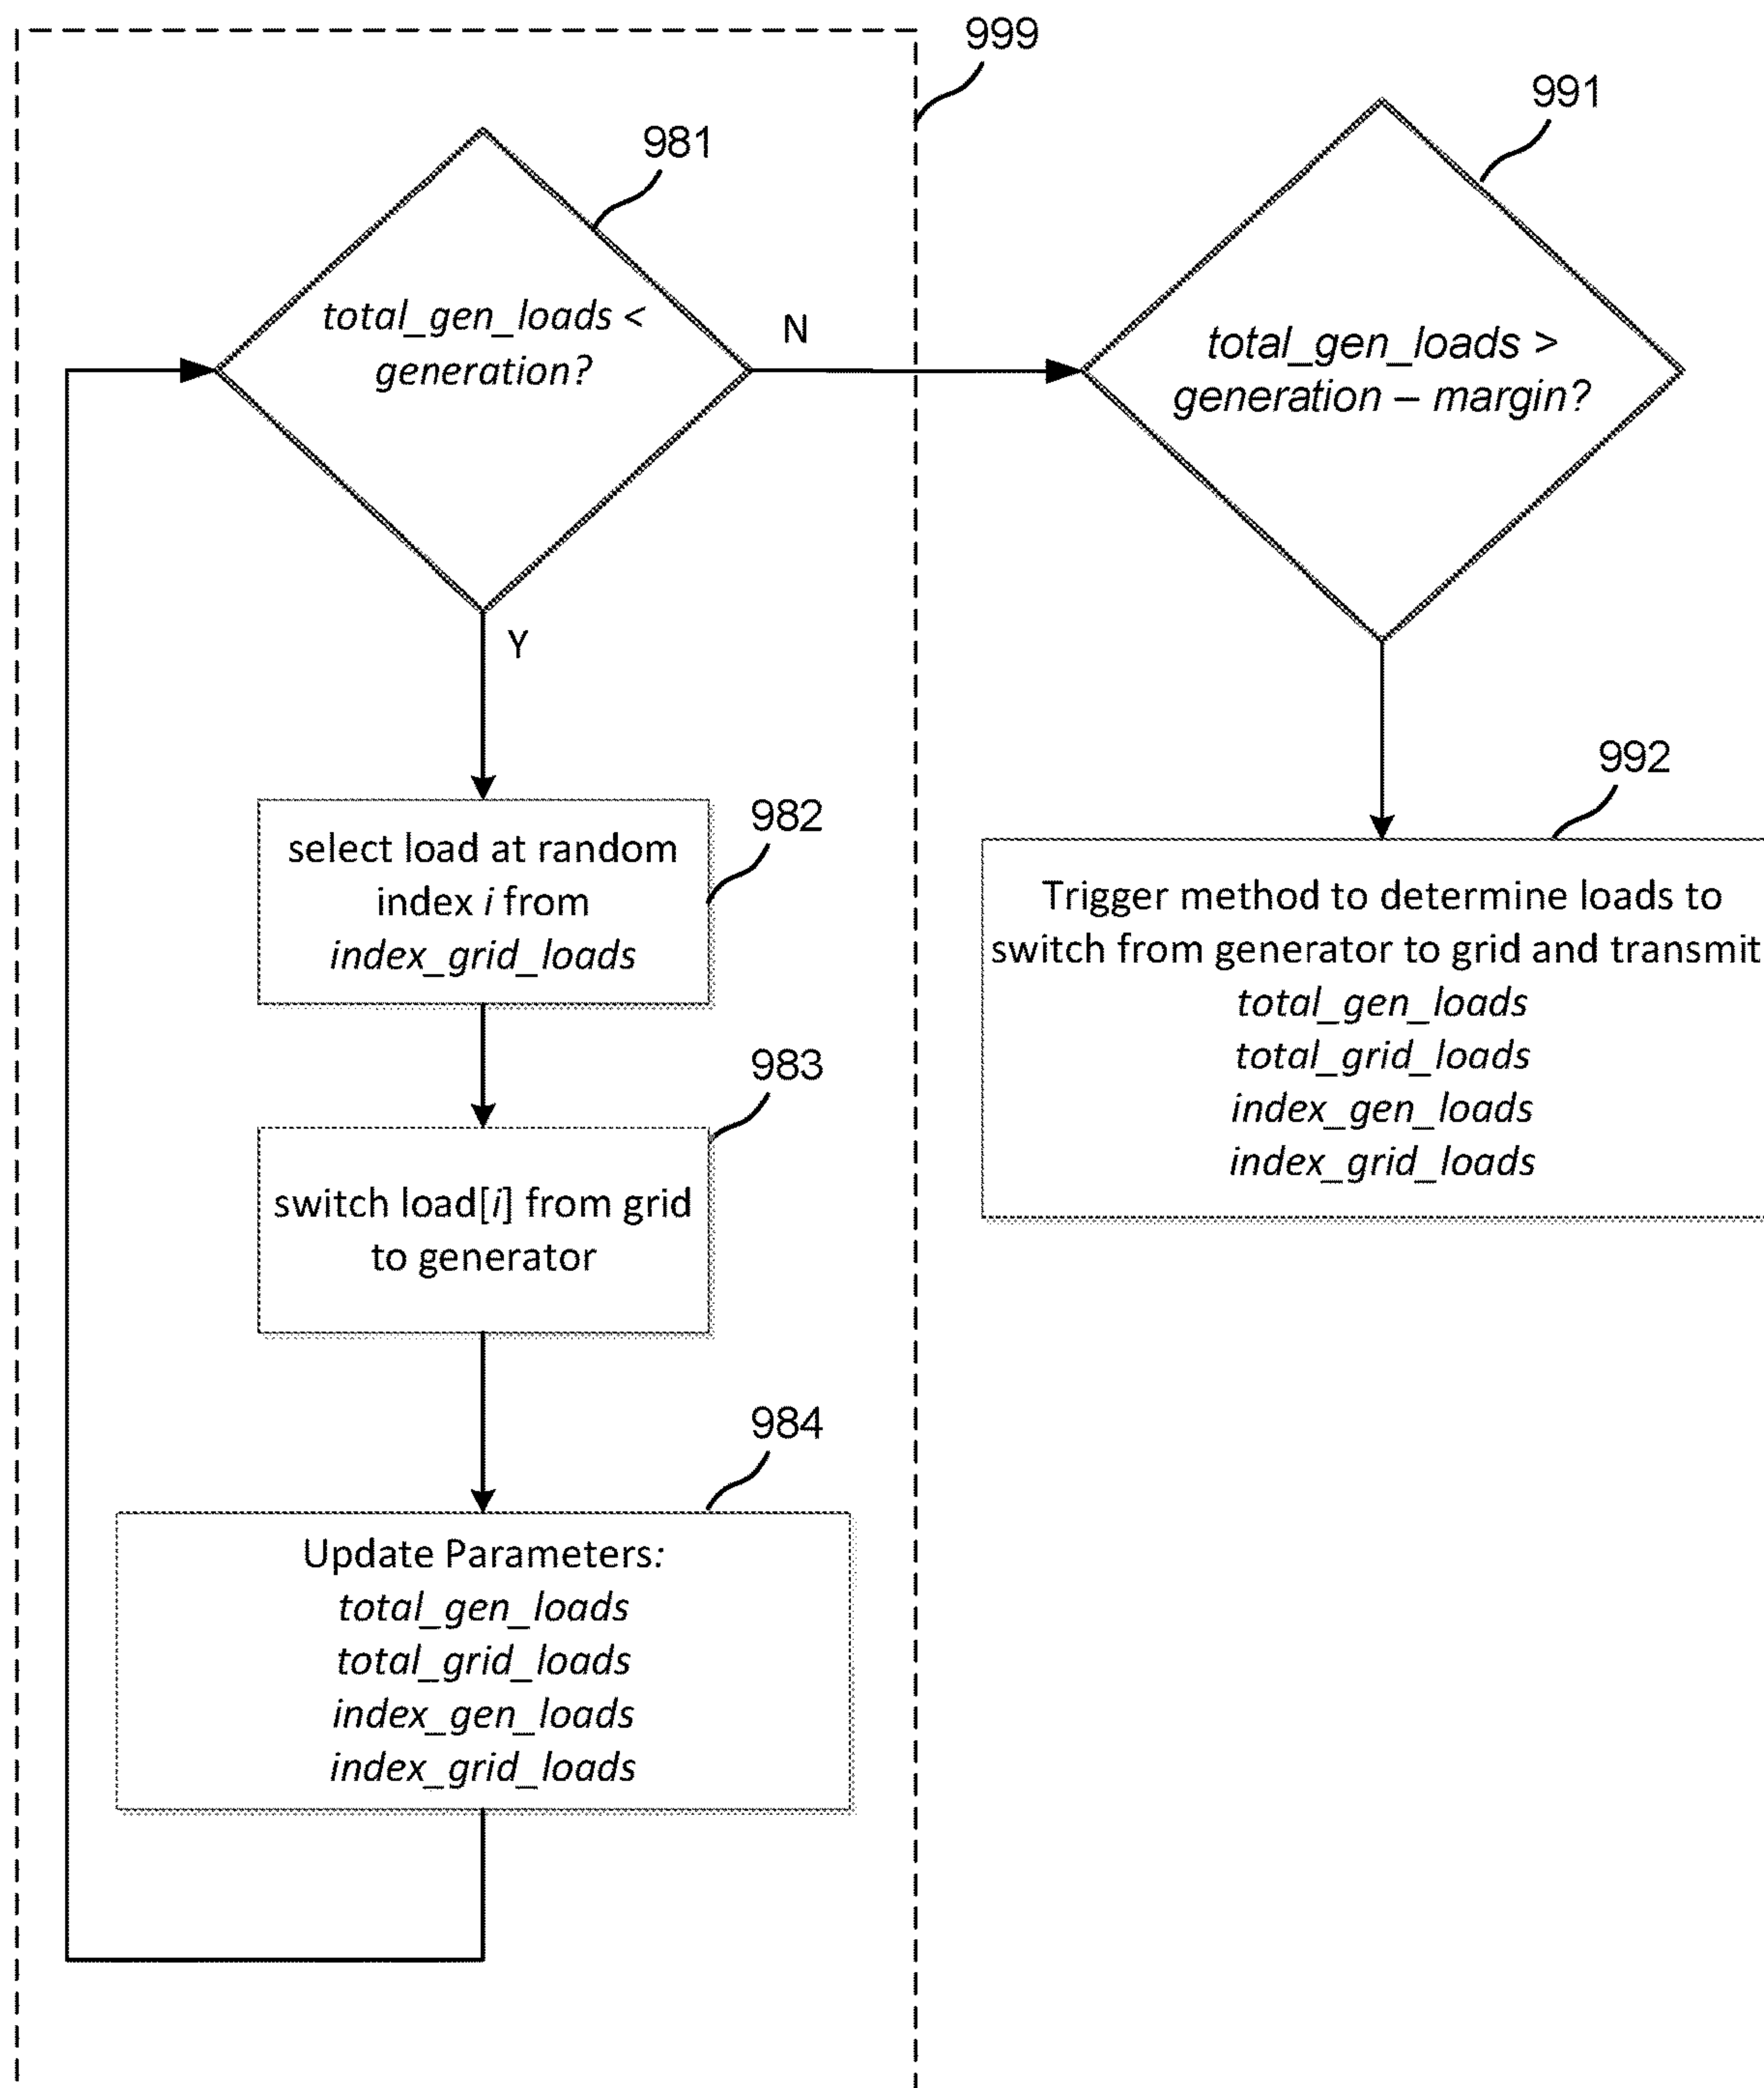 999
981
total_gen_loads <
generation?
N
Y
991
total_gen_loads >
generation – margin?
982
select load at random
index i from
index_grid_loads
983
switch load[i] from grid
to generator
984
Update Parameters:
total_gen_loads
total_grid_loads
index_gen_loads
index_grid_loads
992
Trigger method to determine loads to
switch from generator to grid and transmit
total_gen_loads
total_grid_loads
index_gen_loads
index_grid_loads